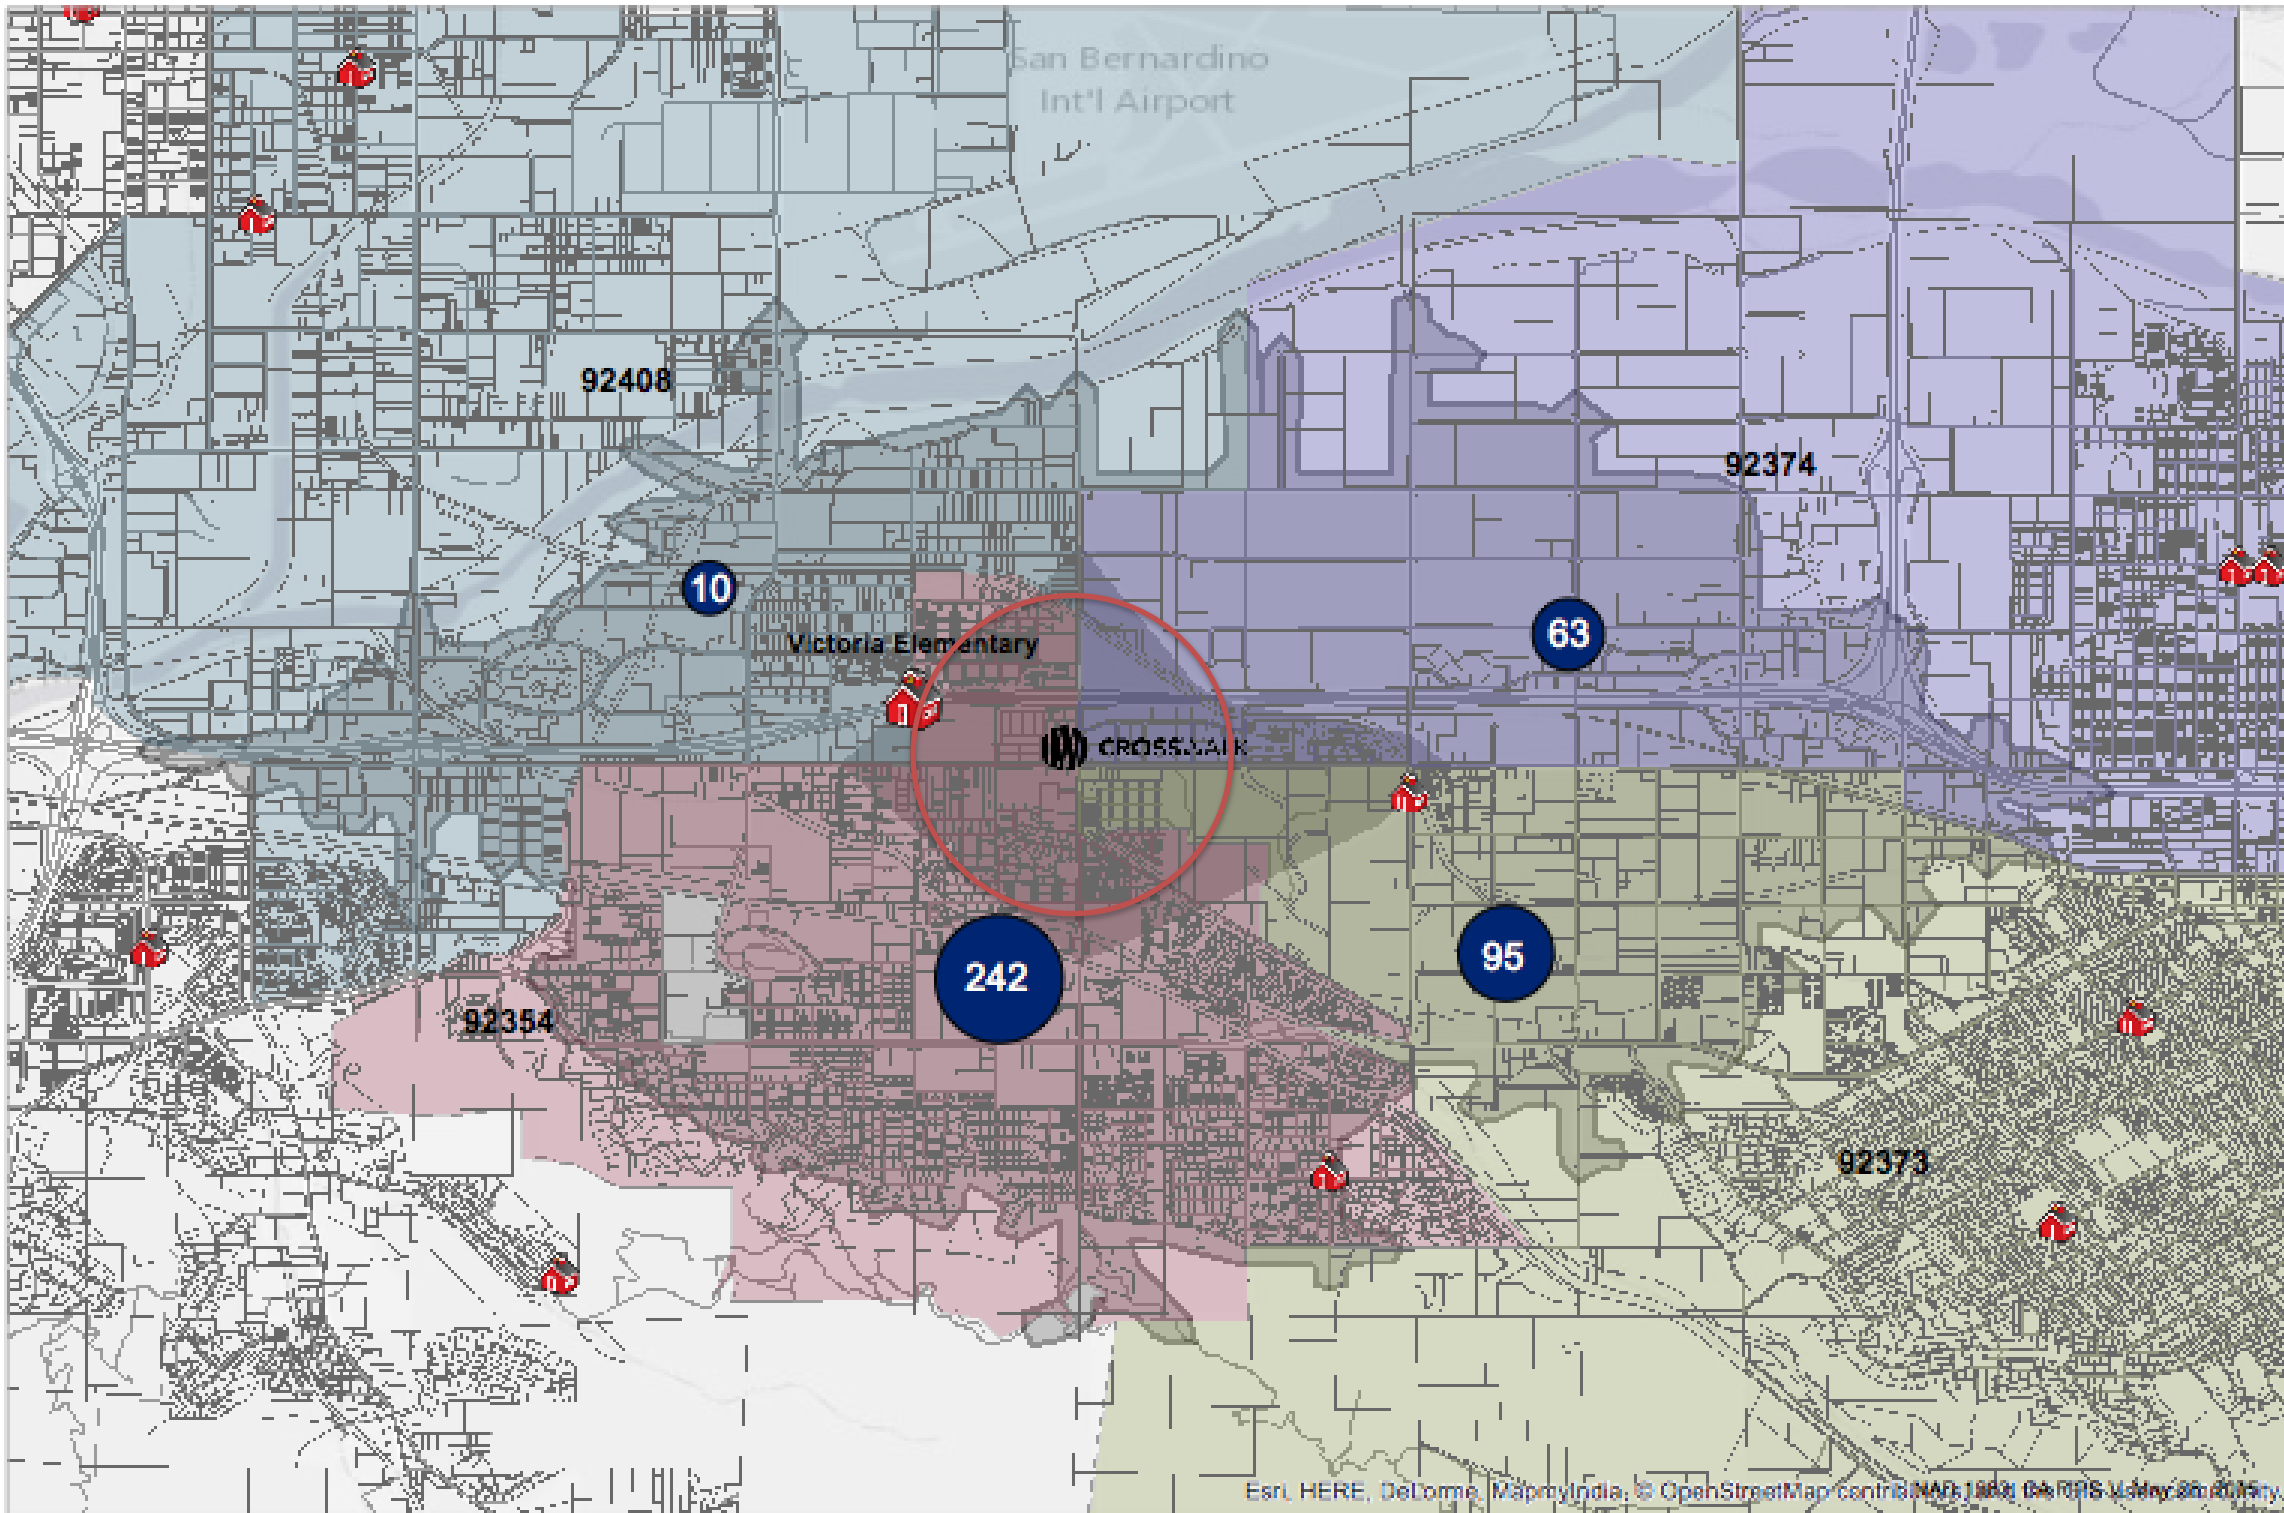 San Bernardino
Int'l Airport
92408
92374
10
63
Victoria Elementary
CROSSWALK
242
95
92354
92373
Esri, HERE, DeLorme, MapmyIndia, © OpenStreetMap